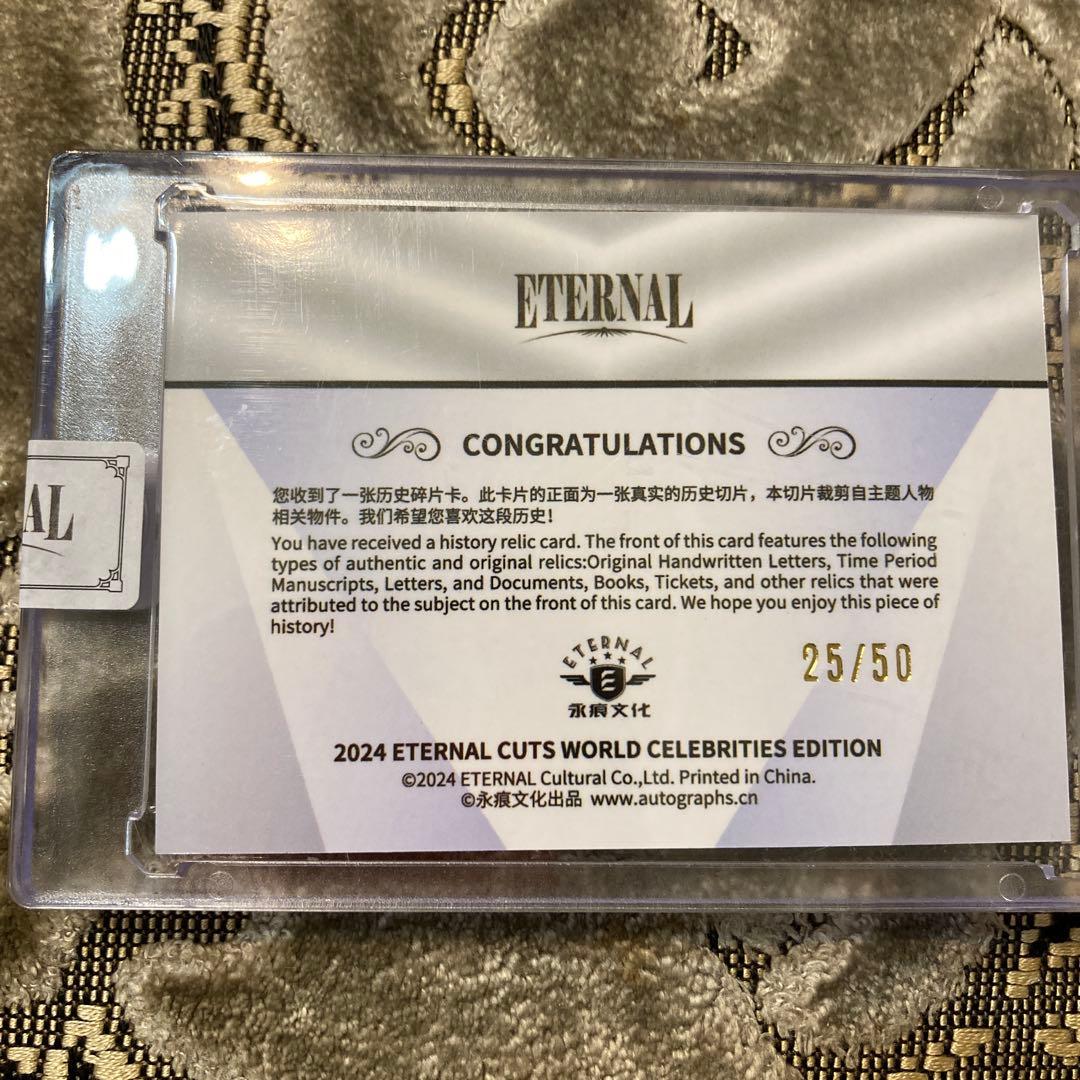 ETERNAL
CONGRATULATIONS
您收到了一张历史碎片卡。此卡片的正面为一张真实的历史切片，本切片裁剪自主题人物
相关物件。我们希望您喜欢这段历史！
You have received a history relic card. The front of this card features the following
types of authentic and original relics:Original Handwritten Letters, Time Period
Manuscripts, Letters, and Documents, Books, Tickets, and other relics that were
attributed to the subject on the front of this card. We hope you enjoy this piece of
history!
AL
ETERNAL
E
永痕文化
25/50
2024 ETERNAL CUTS WORLD CELEBRITIES EDITION
©2024 ETERNAL Cultural Co.,Ltd. Printed in China.
©永痕文化出品 www.autographs.cn